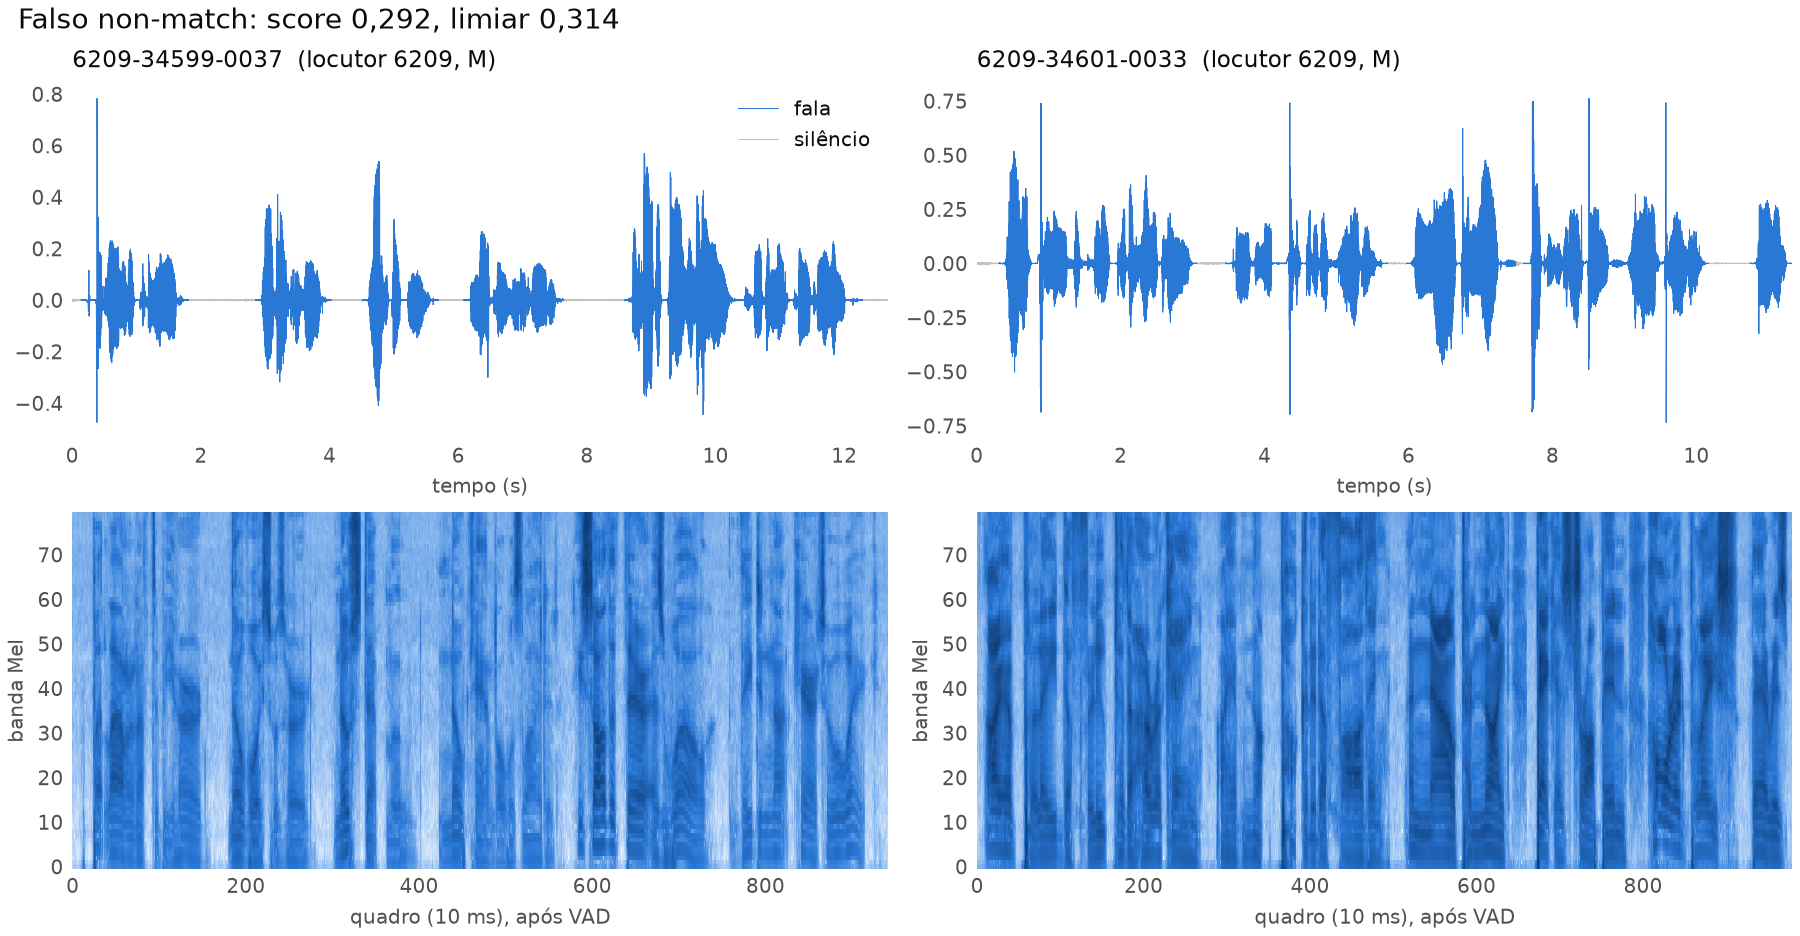 Falso non-match: score 0,292, limiar 0,314
6209-34599-0037  (locutor 6209, M)
0.8
0.6
0.4
0.2
0.0
−0.2
−0.4
fala
silêncio
0 2 4 6 8 10 12
tempo (s)
6209-34601-0033  (locutor 6209, M)
0.75
0.50
0.25
0.00
−0.25
−0.50
−0.75
0 2 4 6 8 10
tempo (s)
banda Mel
70
60
50
40
30
20
10
0
0 200 400 600 800
quadro (10 ms), após VAD
banda Mel
70
60
50
40
30
20
10
0
0 200 400 600 800
quadro (10 ms), após VAD